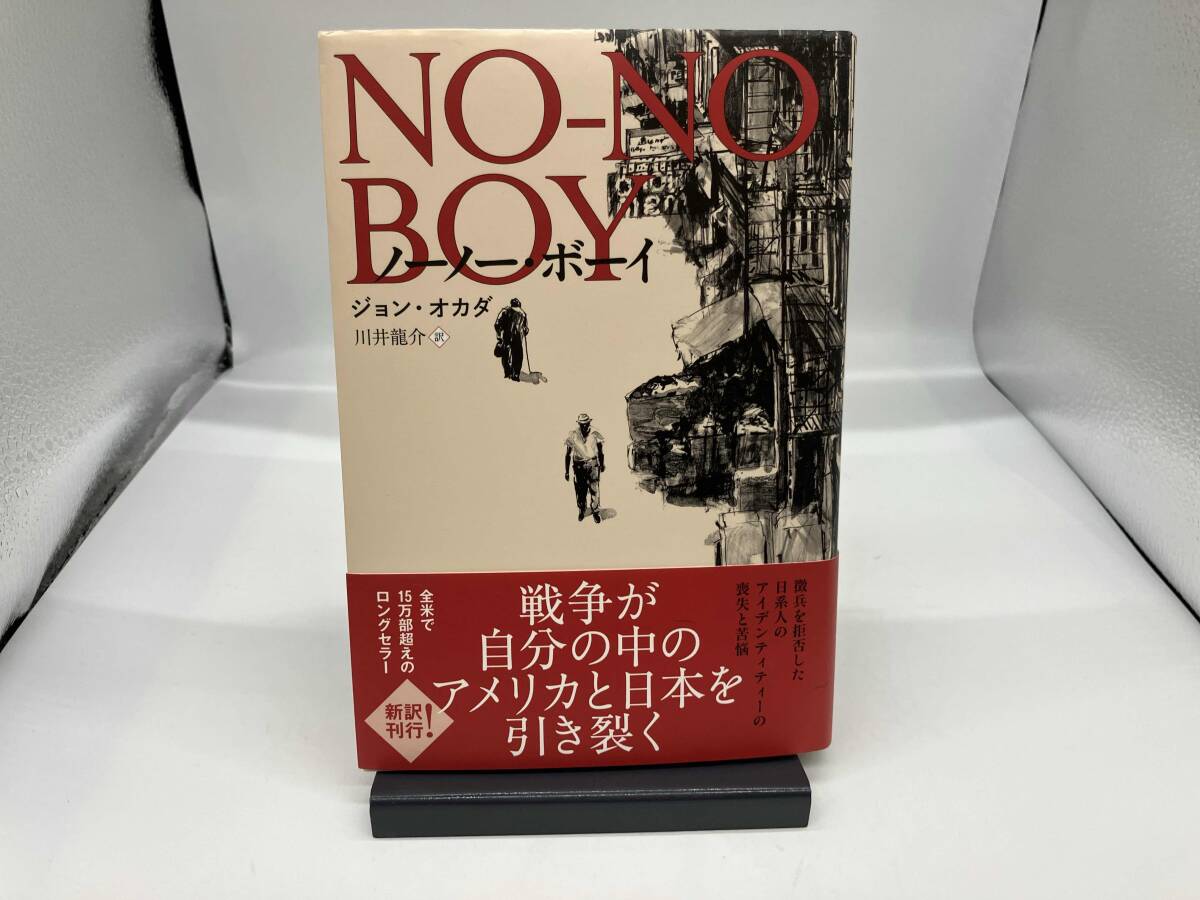 NO-NO
BOY
ノーノー・ボーイ
ジョン・オカダ
川井龍介 訳
徴兵を拒否した
日系人の
アイデンティティーの
喪失と苦悩
戦争が
自分の中の
アメリカと日本を
引き裂く
全米で
15万部超えの
ロングセラー
新訳
刊行!